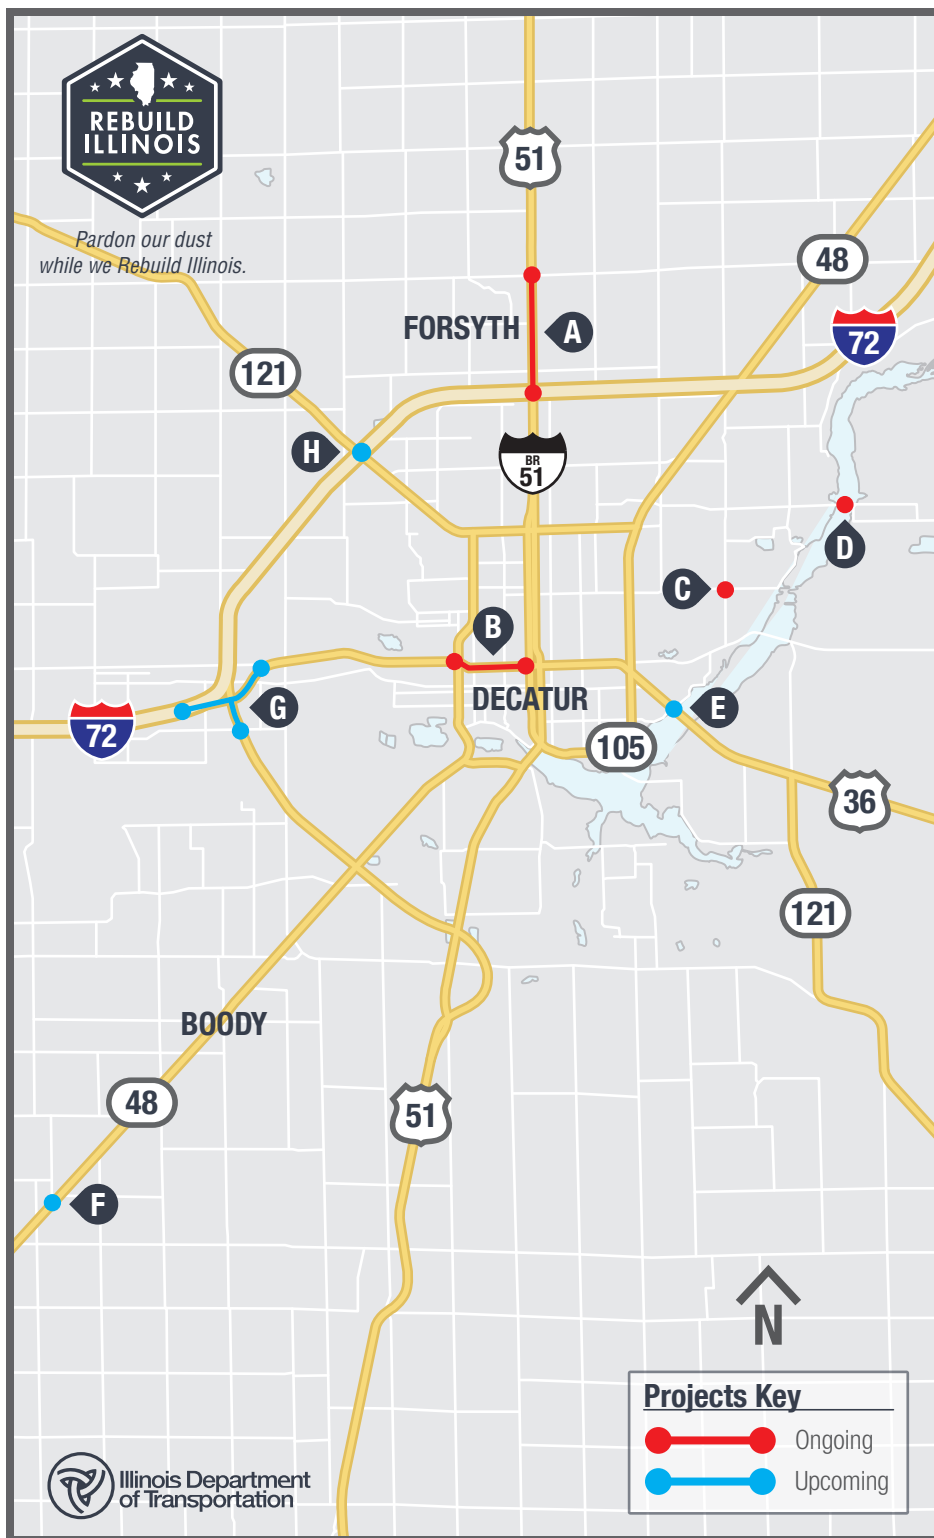 REBUILD
ILLINOIS
Pardon our dust
while we Rebuild Illinois.
51
48
72
FORSYTH
A
121
H
BR
51
D
C
B
DECATUR
G
E
72
105
36
121
BOODY
48
51
F
N
Projects Key
Ongoing
Upcoming
Illinois Department
of Transportation